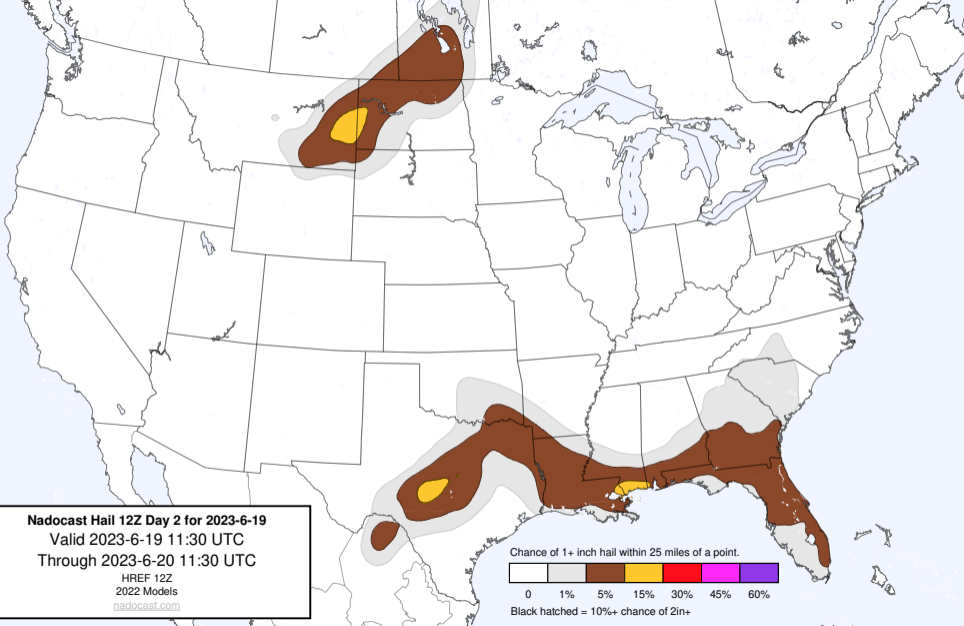 Nadocast Hail 12Z Day 2 for 2023-6-19
Valid 2023-6-19 11:30 UTC
Through 2023-6-20 11:30 UTC
HREF 12Z
2022 Models
nadocast.com
Chance of 1+ inch hail within 25 miles of a point.
0 1% 5% 15% 30% 45% 60%
Black hatched = 10%+ chance of 2in+